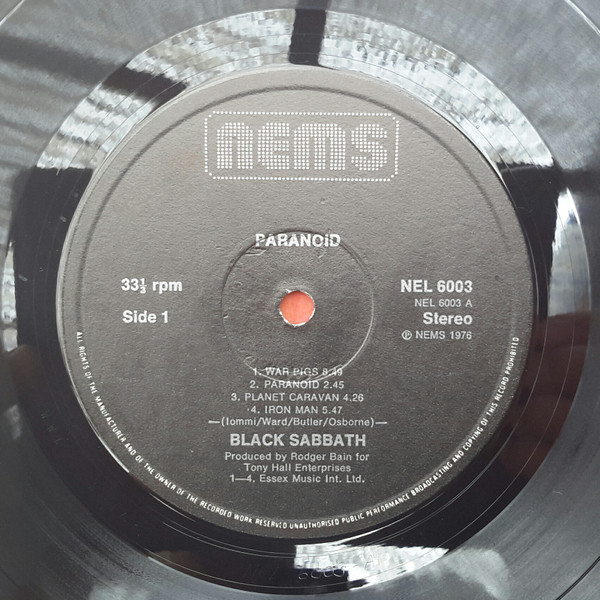 nems
PARANOID
33⅓ rpm
Side 1
NEL 6003
NEL 6003 A
Stereo
Ⓟ NEMS 1976
1. WAR PIGS 8.49
2. PARANOID 2.45
3. PLANET CARAVAN 4.26
4. IRON MAN 5.47
—(Iommi/Ward/Butler/Osborne)—
BLACK SABBATH
Produced by Rodger Bain for
Tony Hall Enterprises
1—4. Essex Music Int. Ltd.
ALL RIGHTS OF THE MANUFACTURER AND OF THE OWNER OF THE RECORDED WORK RESERVED UNAUTHORISED PUBLIC PERFORMANCE BROADCASTING AND COPYING OF THIS RECORD PROHIBITED